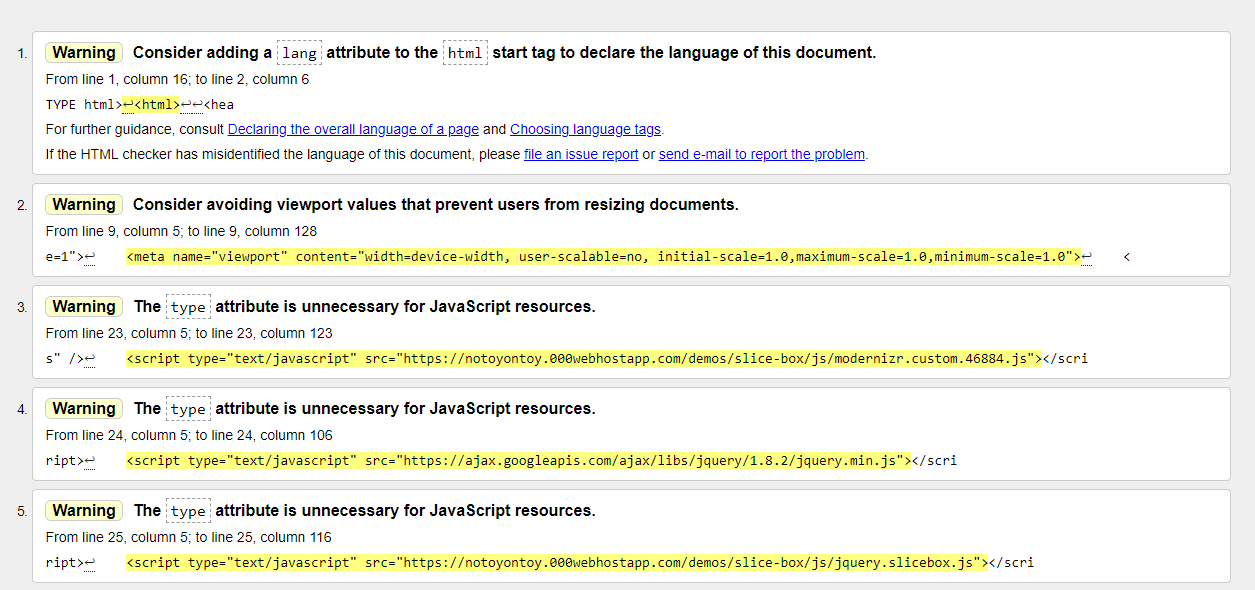 1. Warning Consider adding a lang attribute to the html start tag to declare the language of this document.
From line 1, column 16; to line 2, column 6
TYPE html>↩<html>↩↩<hea
For further guidance, consult Declaring the overall language of a page and Choosing language tags.
If the HTML checker has misidentified the language of this document, please file an issue report or send e-mail to report the problem.
2. Warning Consider avoiding viewport values that prevent users from resizing documents.
From line 9, column 5; to line 9, column 128
e=1">↩    <meta name="viewport" content="width=device-width, user-scalable=no, initial-scale=1.0,maximum-scale=1.0,minimum-scale=1.0">↩    <
3. Warning The type attribute is unnecessary for JavaScript resources.
From line 23, column 5; to line 23, column 123
s" />↩    <script type="text/javascript" src="https://notoyontoy.000webhostapp.com/demos/slice-box/js/modernizr.custom.46884.js"></scri
4. Warning The type attribute is unnecessary for JavaScript resources.
From line 24, column 5; to line 24, column 106
ript>↩    <script type="text/javascript" src="https://ajax.googleapis.com/ajax/libs/jquery/1.8.2/jquery.min.js"></scri
5. Warning The type attribute is unnecessary for JavaScript resources.
From line 25, column 5; to line 25, column 116
ript>↩    <script type="text/javascript" src="https://notoyontoy.000webhostapp.com/demos/slice-box/js/jquery.slicebox.js"></scri